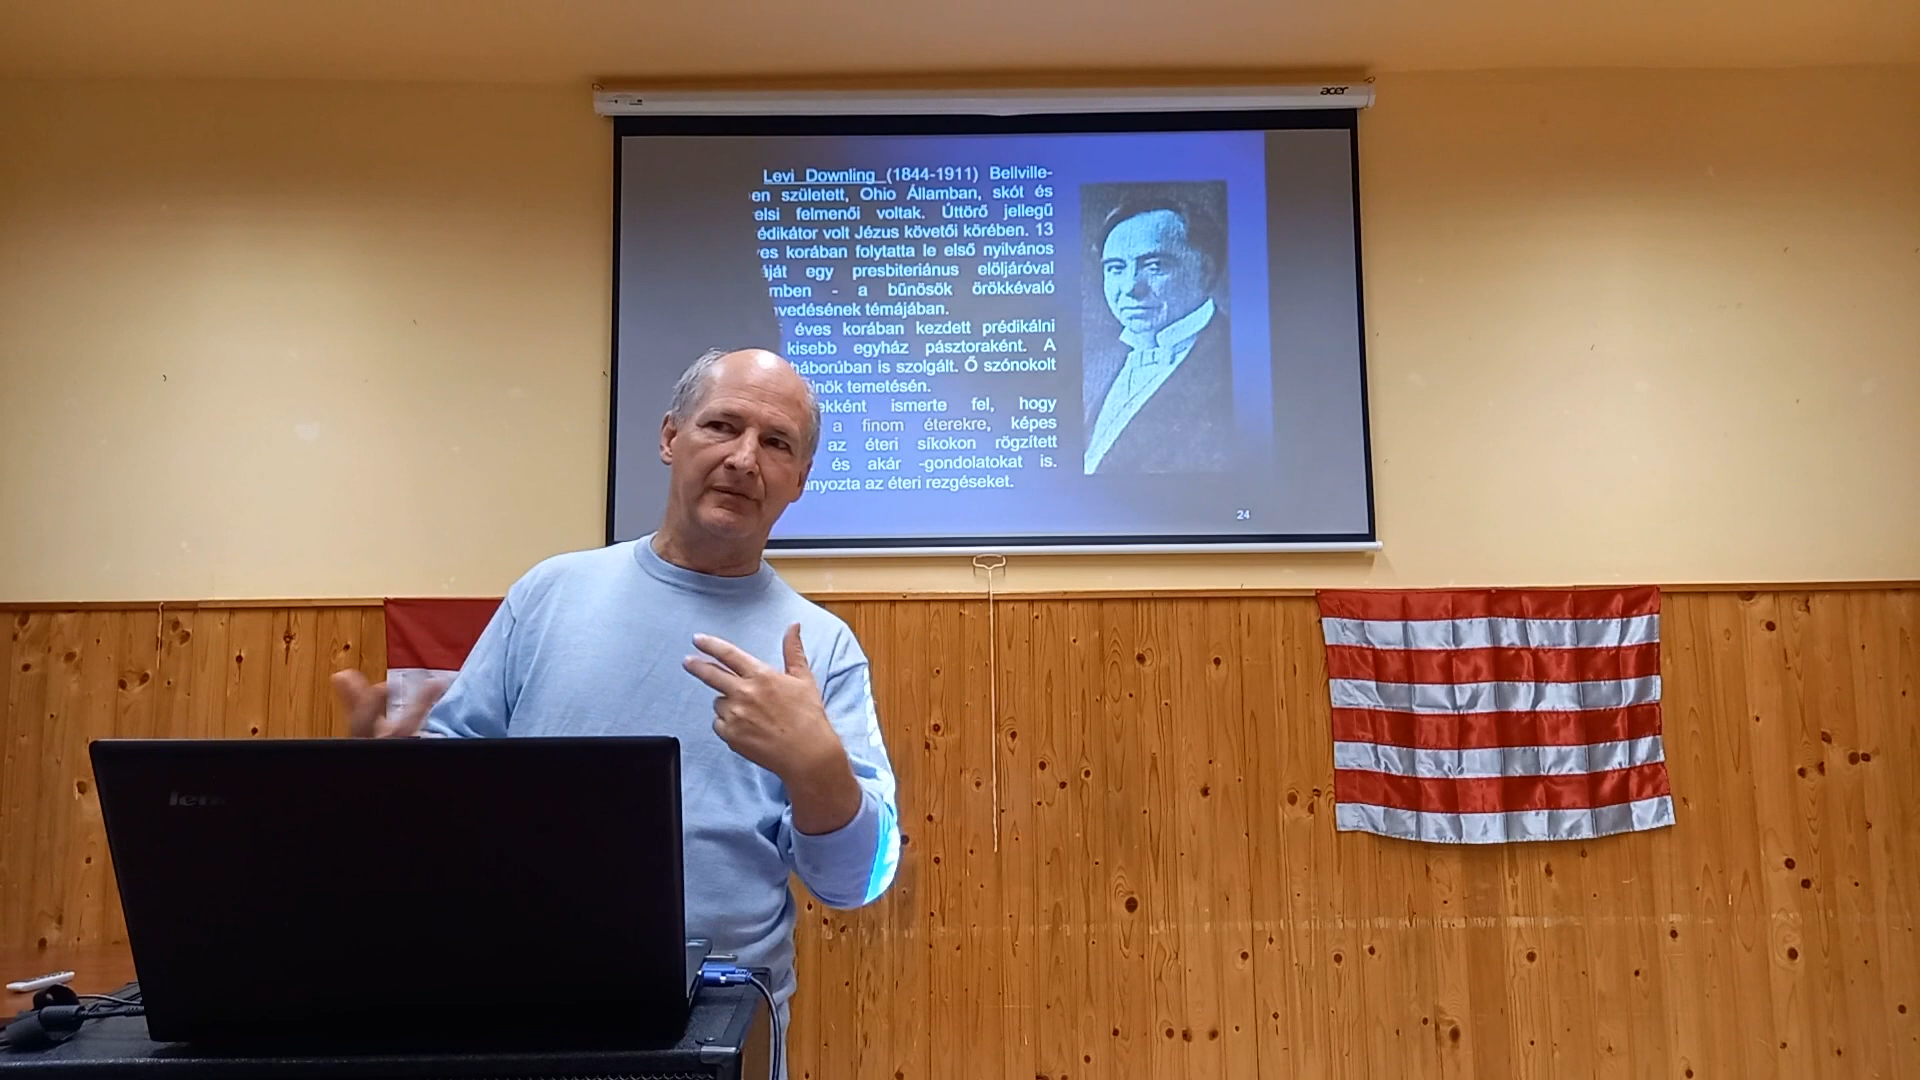 acer
Levi Downling (1844-1911) Bellville-
en született, Ohio Államban, skót és
elsi felmenői voltak. Úttörő jellegű
édikátor volt Jézus követői körében. 13
es korában folytatta le első nyilvános
áját egy presbiteriánus elöljáróval
mben - a bűnösök örökkévaló
vedésének témájában.
éves korában kezdett prédikálni
kisebb egyház pásztoraként. A
háborúban is szolgált. Ő szónokolt
lnök temetésén.
ekként ismerte fel, hogy
a finom éterekre, képes
az éteri síkokon rögzített
és akár -gondolatokat is.
ányozta az éteri rezgéseket.
24